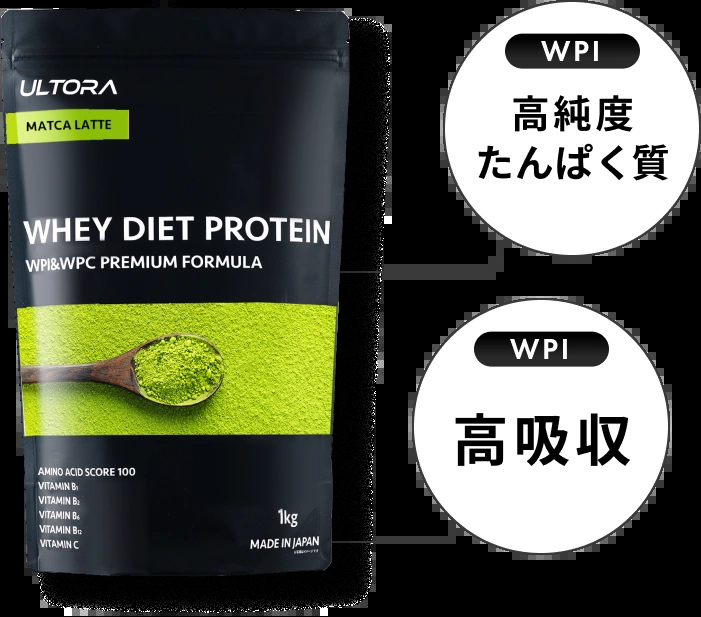 ULTORA
MATCA LATTE
WHEY DIET PROTEIN
WPI&WPC PREMIUM FORMULA
AMINO ACID SCORE 100
VITAMIN B₁
VITAMIN B₂
VITAMIN B₆
VITAMIN B₁₂
VITAMIN C
1kg
MADE IN JAPAN
WPI
高純度
たんぱく質
WPI
高吸収